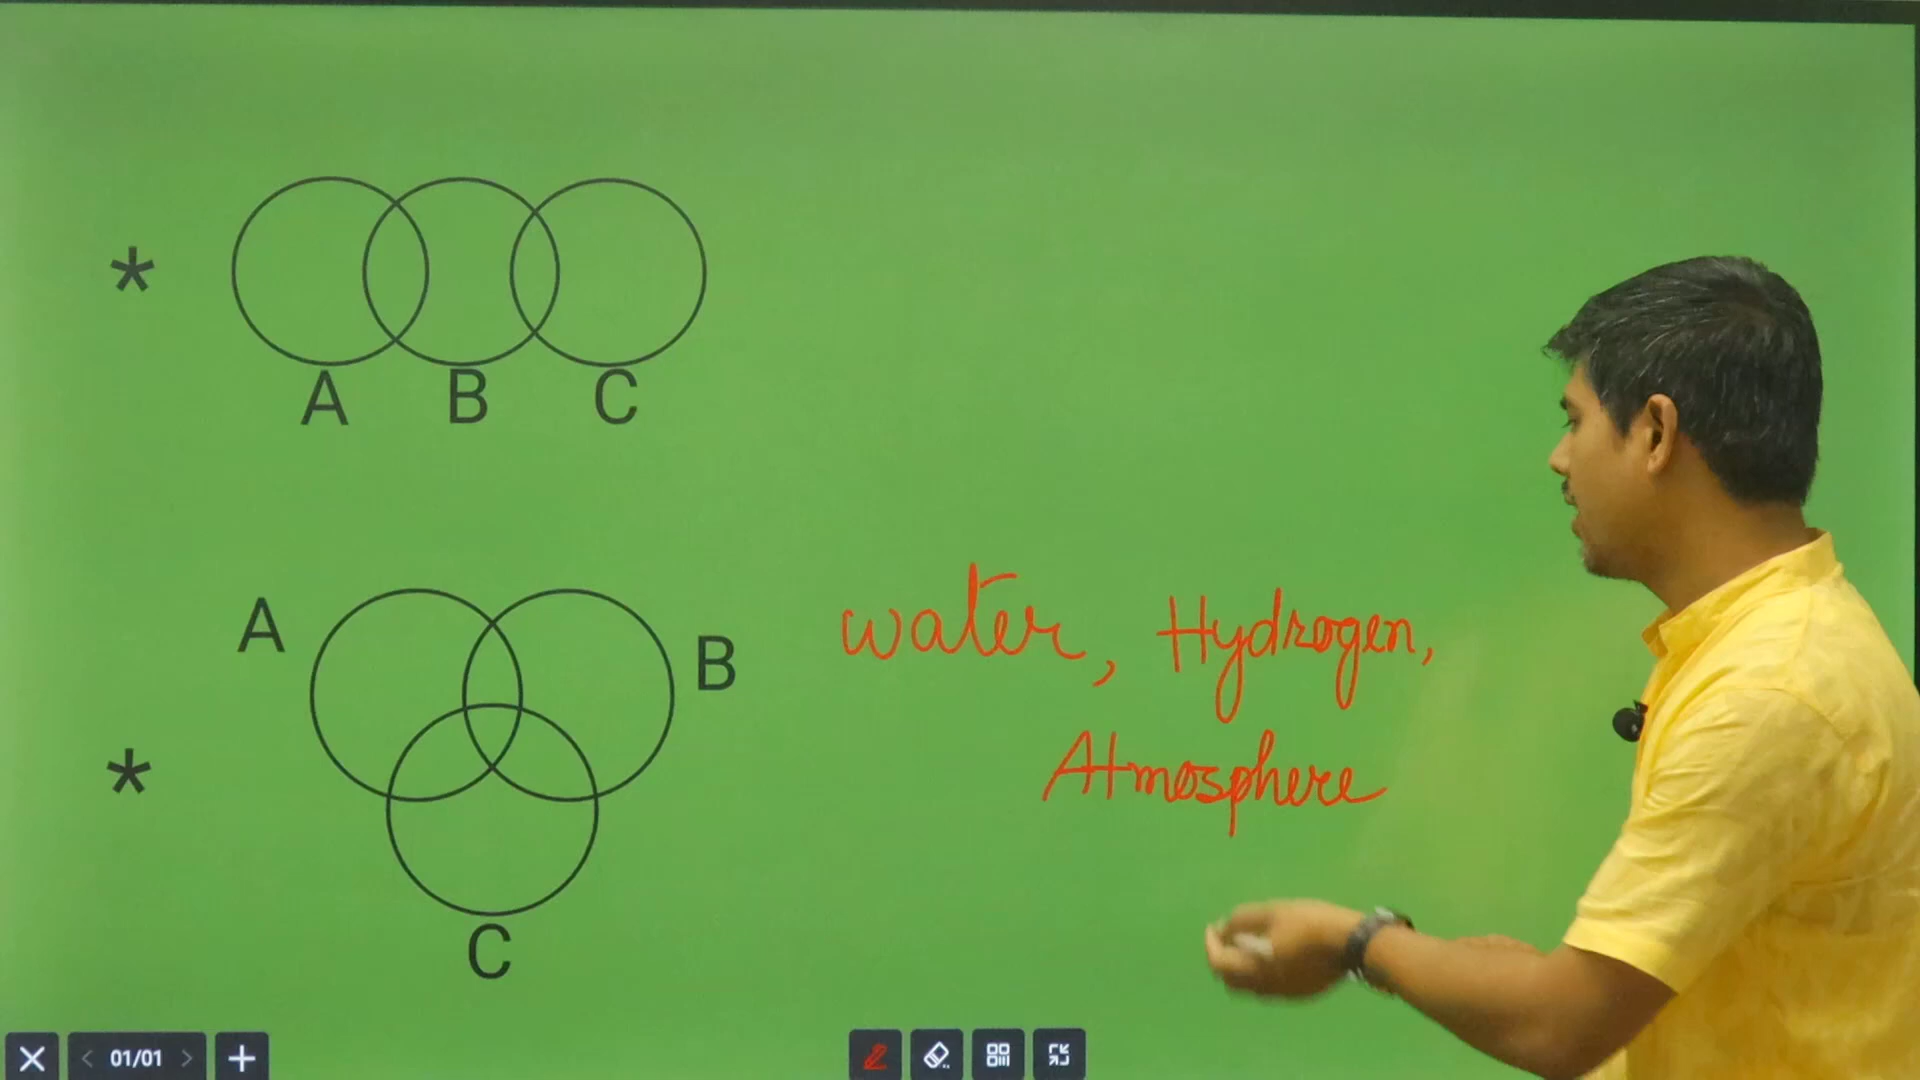 *
A B C
A
B
water, Hydrogen,
Atmosphere
*
C
01/01